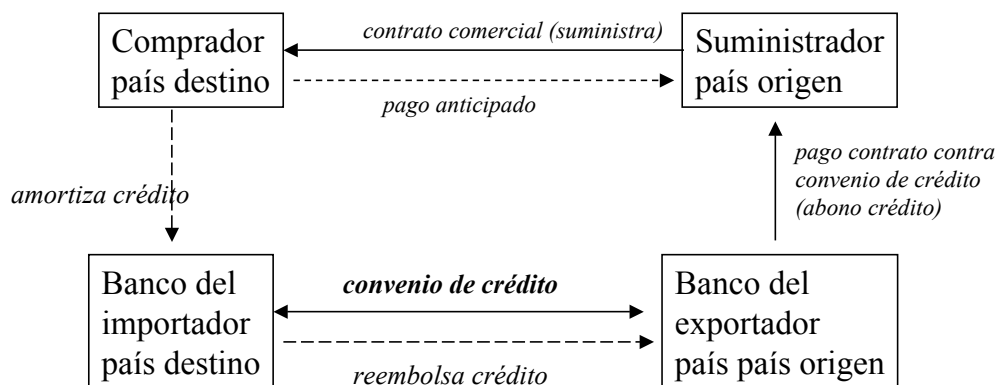 Comprador
país destino
contrato comercial (suministra)
pago anticipado
Suministrador
país origen
amortiza crédito
pago contrato contra
convenio de crédito
(abono crédito)
Banco del
importador
país destino
convenio de crédito
reembolsa crédito
Banco del
exportador
país país origen